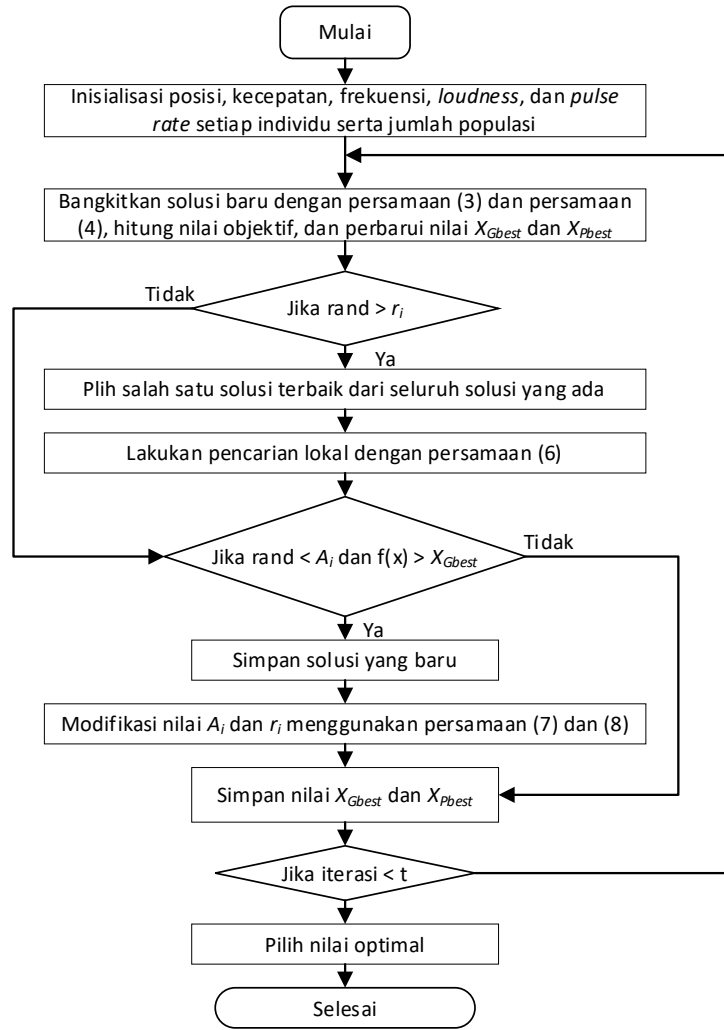 Mulai
Inisialisasi posisi, kecepatan, frekuensi, loudness, dan pulse
rate setiap individu serta jumlah populasi
Bangkitkan solusi baru dengan persamaan (3) dan persamaan
(4), hitung nilai objektif, dan perbarui nilai XGbest dan XPbest
Tidak
Jika rand > ri
Ya
Plih salah satu solusi terbaik dari seluruh solusi yang ada
Lakukan pencarian lokal dengan persamaan (6)
Tidak
Jika rand < Ai dan f(x) > XGbest
Ya
Simpan solusi yang baru
Modifikasi nilai Ai dan ri menggunakan persamaan (7) dan (8)
Simpan nilai XGbest dan XPbest
Jika iterasi < t
Pilih nilai optimal
Selesai